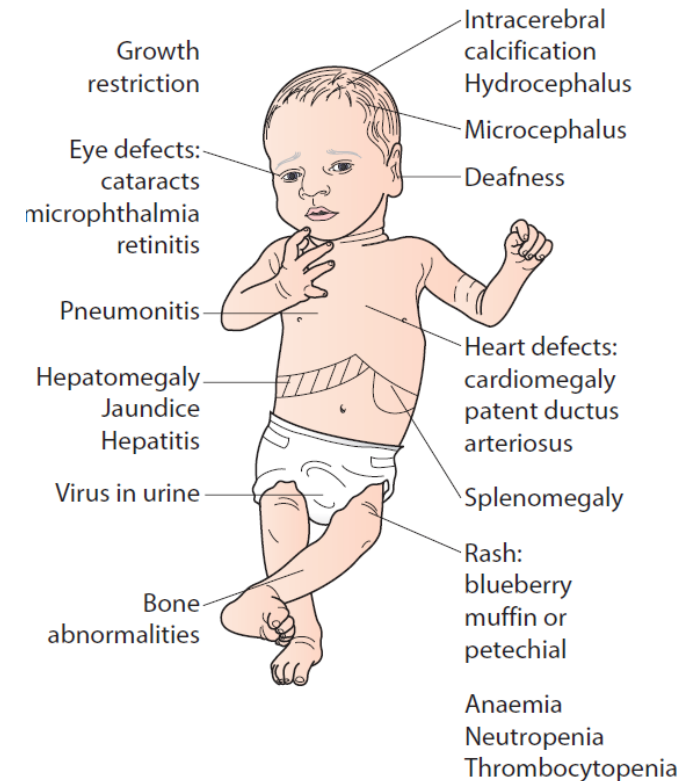 Growth
restriction
Eye defects:
cataracts
microphthalmia
retinitis
Pneumonitis
Hepatomegaly
Jaundice
Hepatitis
Virus in urine
Bone
abnormalities
Intracerebral
calcification
Hydrocephalus
Microcephalus
Deafness
Heart defects:
cardiomegaly
patent ductus
arteriosus
Splenomegaly
Rash:
blueberry
muffin or
petechial
Anaemia
Neutropenia
Thrombocytopenia